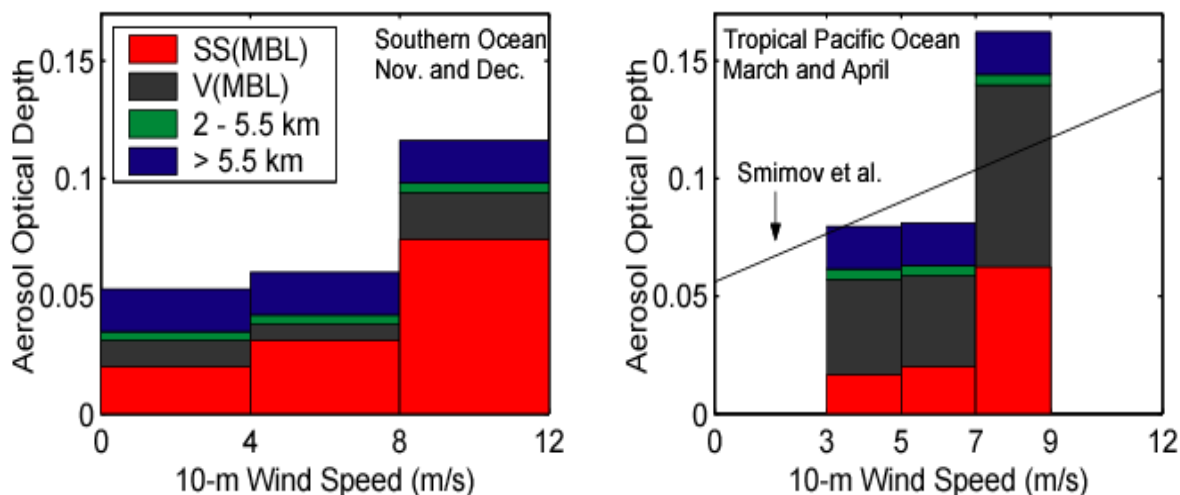 SS(MBL)
V(MBL)
2 - 5.5 km
> 5.5 km
Southern Ocean
Nov. and Dec.
0.15
0.1
0.05
0
Aerosol Optical Depth
0 4 8 12
10-m Wind Speed (m/s)
Tropical Pacific Ocean
March and April
Smirnov et al.
0.15
0.1
0.05
0
Aerosol Optical Depth
0 3 5 7 9 12
10-m Wind Speed (m/s)